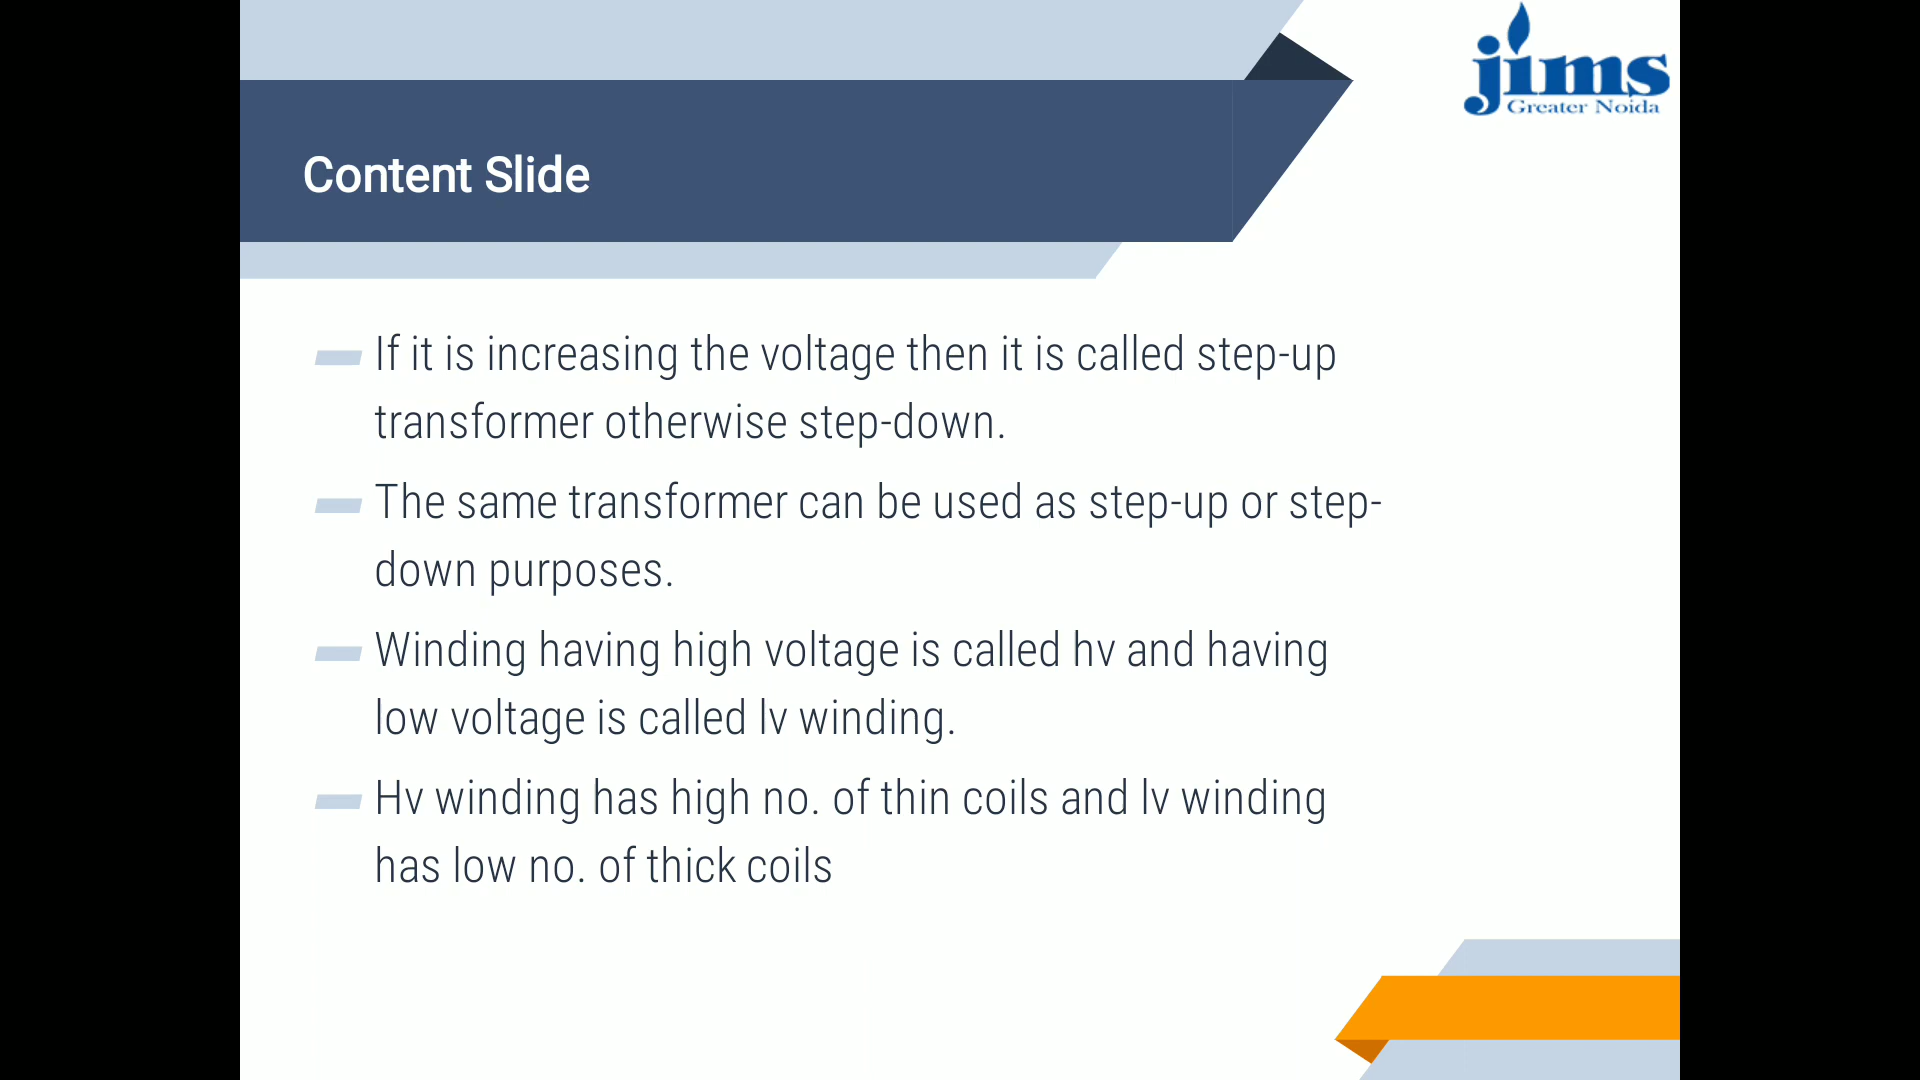 jims
Greater Noida
Content Slide
If it is increasing the voltage then it is called step-up
transformer otherwise step-down.
The same transformer can be used as step-up or step-
down purposes.
Winding having high voltage is called hv and having
low voltage is called lv winding.
Hv winding has high no. of thin coils and lv winding
has low no. of thick coils